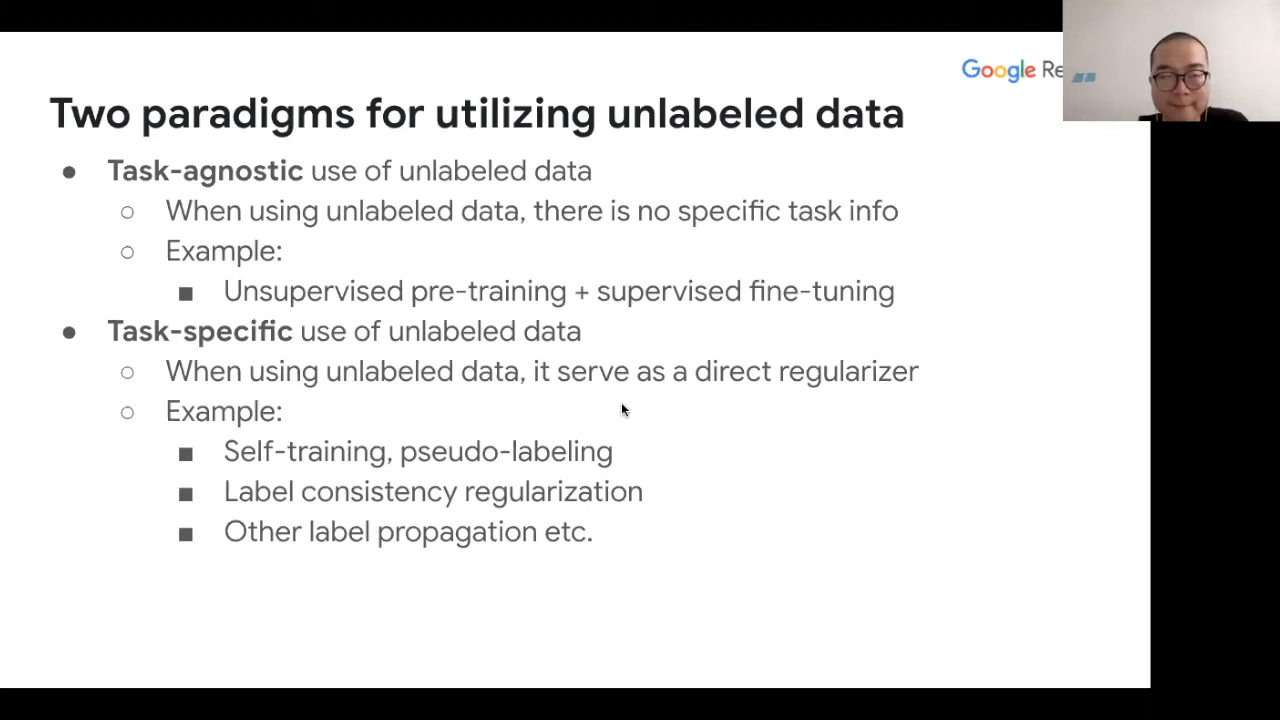 Google Re
Two paradigms for utilizing unlabeled data
● Task-agnostic use of unlabeled data
○ When using unlabeled data, there is no specific task info
○ Example:
■ Unsupervised pre-training + supervised fine-tuning
● Task-specific use of unlabeled data
○ When using unlabeled data, it serve as a direct regularizer
○ Example:
■ Self-training, pseudo-labeling
■ Label consistency regularization
■ Other label propagation etc.